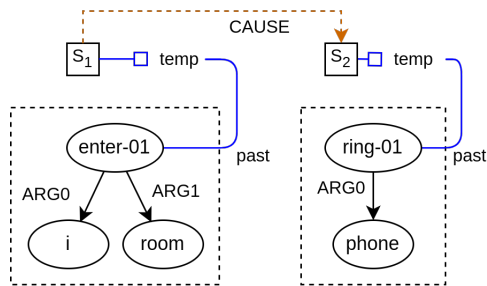 CAUSE
S1 temp
S2 temp
enter-01
past
ARG0
ARG1
i
room
ring-01
past
ARG0
phone